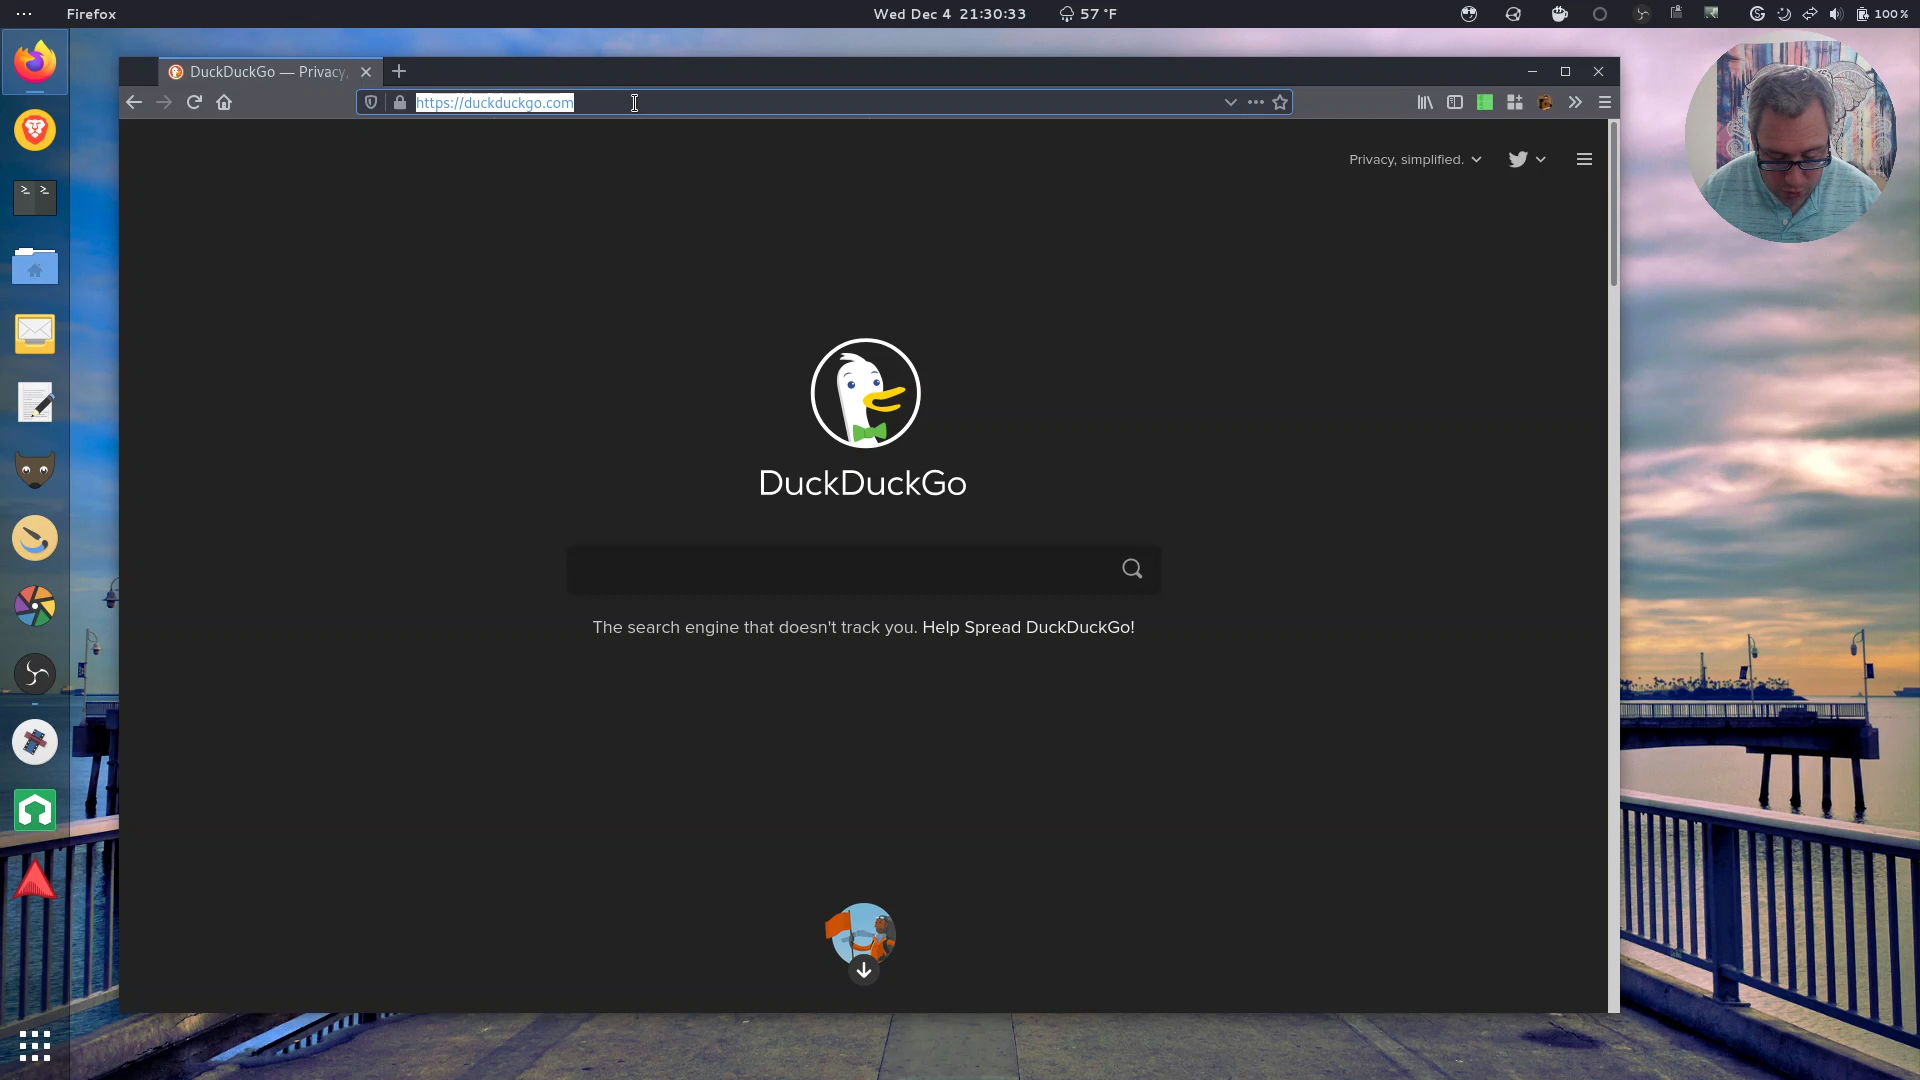 Firefox
Wed Dec 4 21:30:33
57 °F
100 %
DuckDuckGo — Privacy,
https://duckduckgo.com
Privacy, simplified.
DuckDuckGo
The search engine that doesn't track you. Help Spread DuckDuckGo!